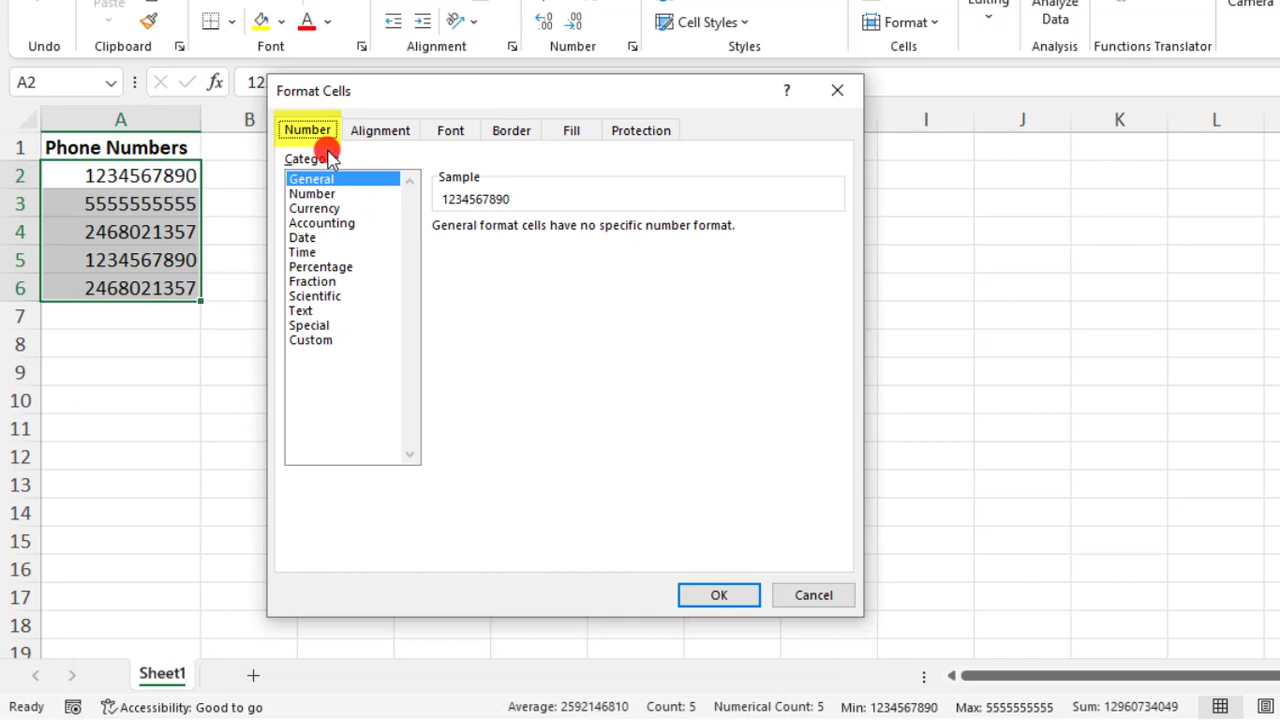 Paste
Editing
Analyze
Data
Camera
Cell Styles
Format
Undo
Clipboard
Font
Alignment
Number
Styles
Cells
Analysis
Functions Translator
A2
fx
12
Format Cells
?
Number
Alignment
Font
Border
Fill
Protection
General
Number
Currency
Accounting
Date
Time
Percentage
Fraction
Scientific
Text
Special
Custom
Sample
1234567890
General format cells have no specific number format.
OK
Cancel
A
B
I
J
K
L
1 Phone Numbers
2 1234567890
3 5555555555
4 2468021357
5 1234567890
6 2468021357
7
8
9
10
11
12
13
14
15
16
17
18
19
Sheet1
Ready
Accessibility: Good to go
Average: 2592146810
Count: 5
Numerical Count: 5
Min: 1234567890
Max: 5555555555
Sum: 12960734049